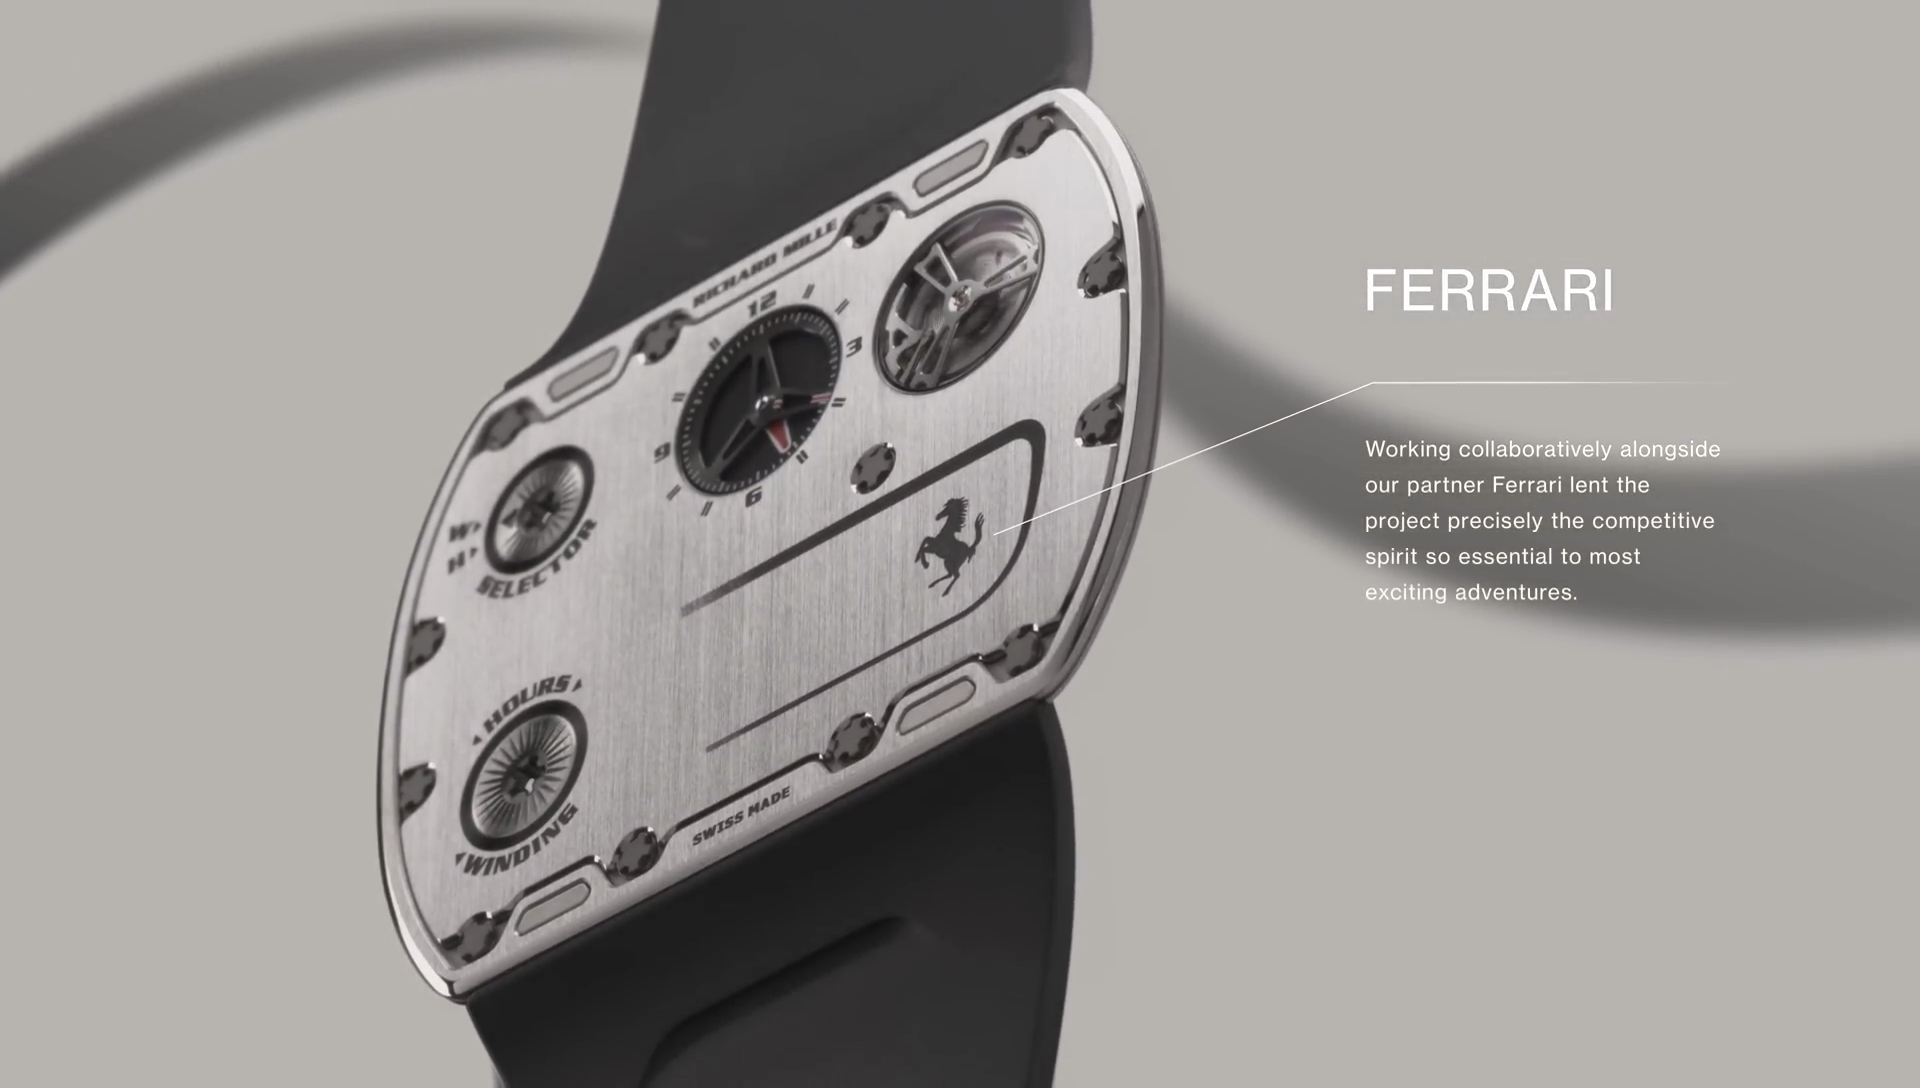 RICHARD MILLE
12
3
6
9
W
H
SELECTOR
HOURS
WINDING
SWISS MADE
FERRARI
Working collaboratively alongside
our partner Ferrari lent the
project precisely the competitive
spirit so essential to most
exciting adventures.